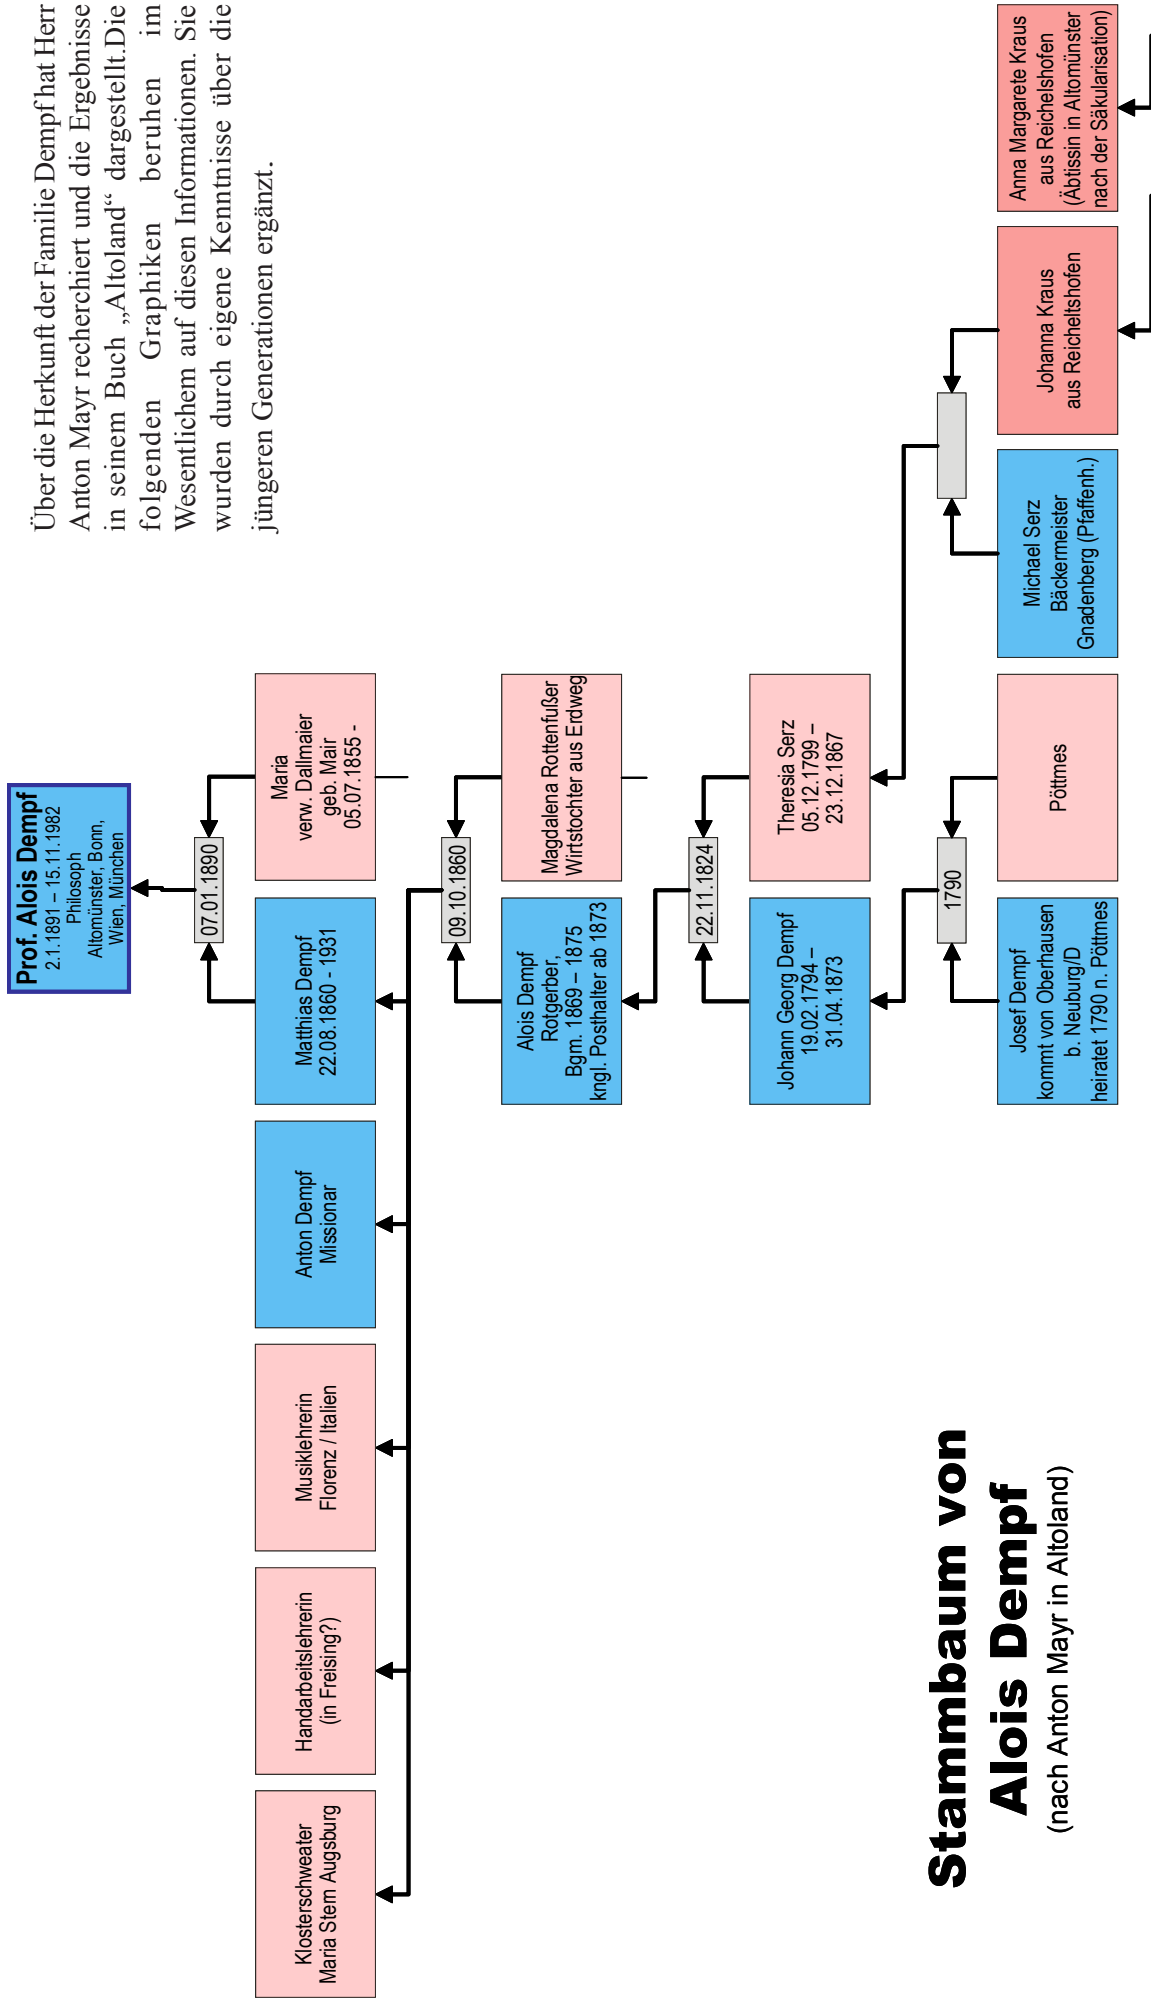 Über die Herkunft der Familie Dempf hat Herr
Anton Mayr recherchiert und die Ergebnisse
in seinem Buch „Altoland“ dargestellt.Die
folgenden Graphiken beruhen im
Wesentlichem auf diesen Informationen. Sie
wurden durch eigene Kenntnisse über die
jüngeren Generationen ergänzt.
Prof. Alois Dempf
2.1.1891 – 15.11.1982
Philosoph
Altomünster, Bonn,
Wien, München
07.01.1890
Klosterschweater
Maria Stem Augsburg
Handarbeitslehrerin
(in Freising?)
Musiklehrerin
Florenz / Italien
Anton Dempf
Missionar
Matthias Dempf
22.08.1860 - 1931
Maria
verw. Dallmaier
geb. Mair
05.07.1855 -
09.10.1860
Alois Dempf
Rotgerber,
Bgm. 1869 – 1875
kngl. Posthalter ab 1873
Magdalena Rottenfußer
Wirtstochter aus Erdweg
22.11.1824
Johann Georg Dempf
19.02.1794 –
31.04.1873
Theresia Serz
05.12.1799 –
23.12.1867
1790
Josef Dempf
kommt von Oberhausen
b. Neuburg/D
heiratet 1790 n. Pöttmes
Pöttmes
Michael Serz
Bäckermeister
Gnadenberg (Pfaffenh.)
Johanna Kraus
aus Reicheltshofen
Anna Margarete Kraus
aus Reichelshofen
(Äbtissin in Altomünster
nach der Säkularisation)
Stammbaum von
Alois Dempf
(nach Anton Mayr in Altoland)